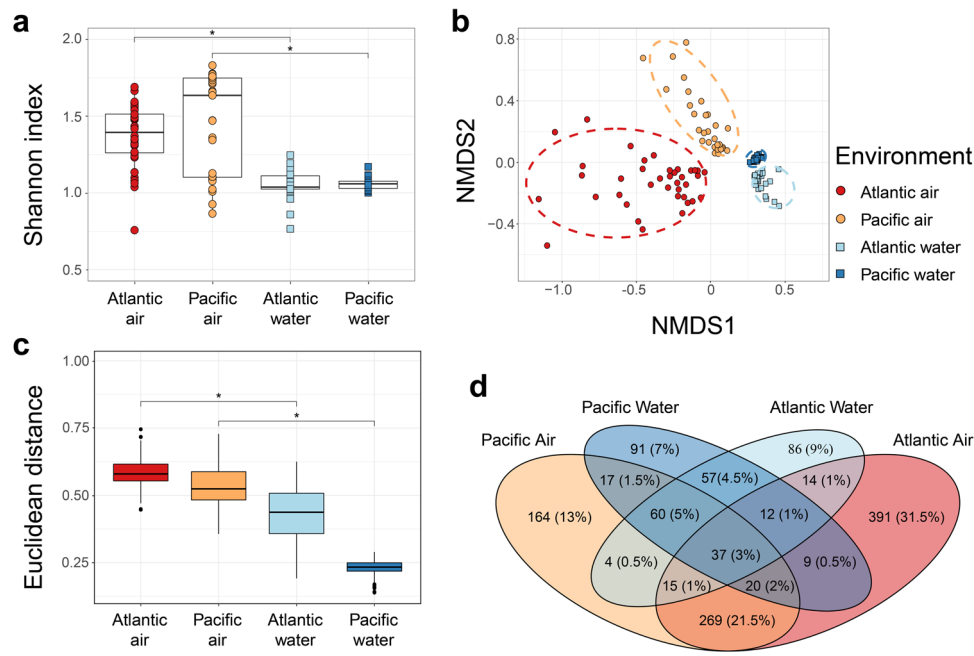 a
Shannon index
2.0
1.5
1.0
0.5
*
*
Atlantic
air
Pacific
air
Atlantic
water
Pacific
water
b
NMDS2
0.8
0.4
0.0
−0.4
−1.0
−0.5
0
0.5
NMDS1
Environment
Atlantic air
Pacific air
Atlantic water
Pacific water
c
Euclidean distance
1.00
0.75
0.50
0.25
*
*
Atlantic
air
Pacific
air
Atlantic
water
Pacific
water
d
Pacific Water
Atlantic Water
Pacific Air
Atlantic Air
91 (7%)
86 (9%)
17 (1.5%)
57(4.5%)
14 (1%)
164 (13%)
60 (5%)
12 (1%)
391 (31.5%)
4 (0.5%)
37 (3%)
9 (0.5%)
15 (1%)
20 (2%)
269 (21.5%)